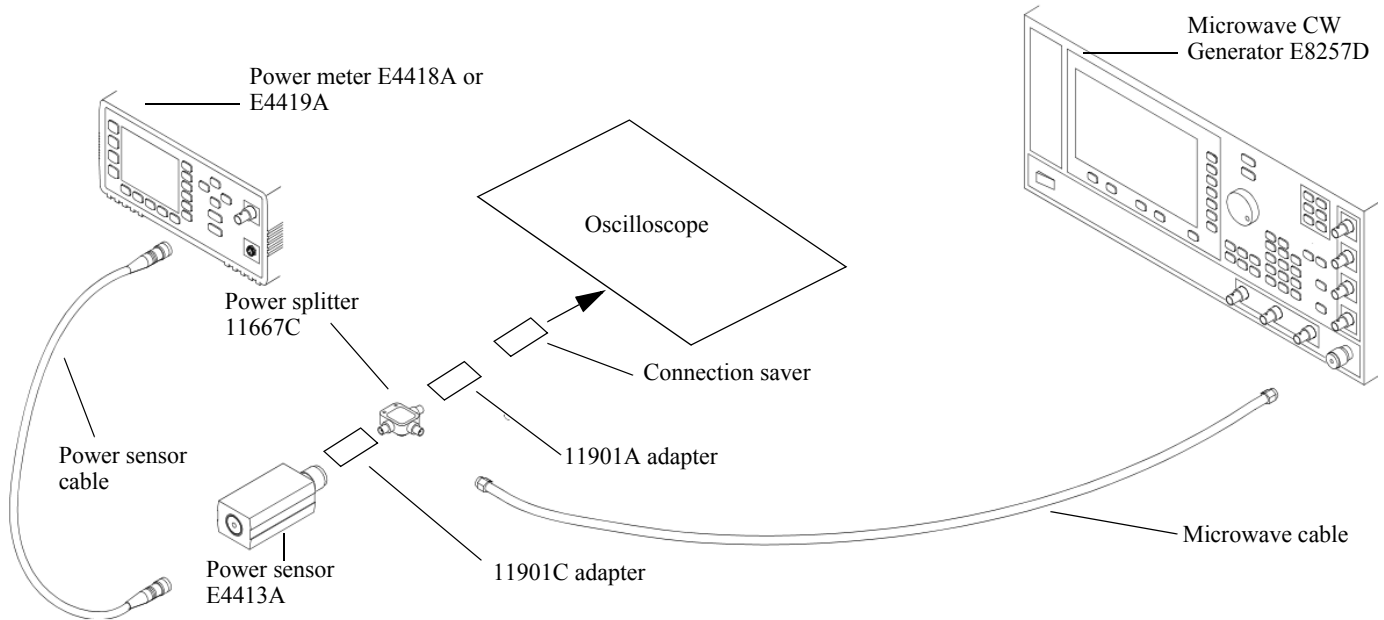 Microwave CW
Generator E8257D
Power meter E4418A or
E4419A
Oscilloscope
Power splitter
11667C
Connection saver
11901A adapter
Power sensor
cable
Microwave cable
11901C adapter
Power sensor
E4413A